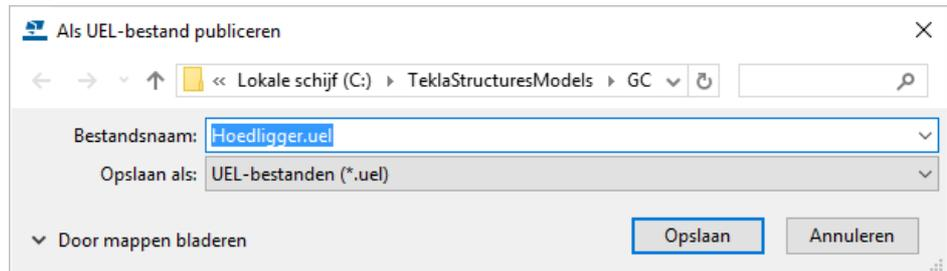 Als UEL-bestand publiceren
« Lokale schijf (C:) TeklaStructuresModels GC
Bestandsnaam: Hoedligger.uel
Opslaan als: UEL-bestanden (*.uel)
Door mappen bladeren Opslaan Annuleren